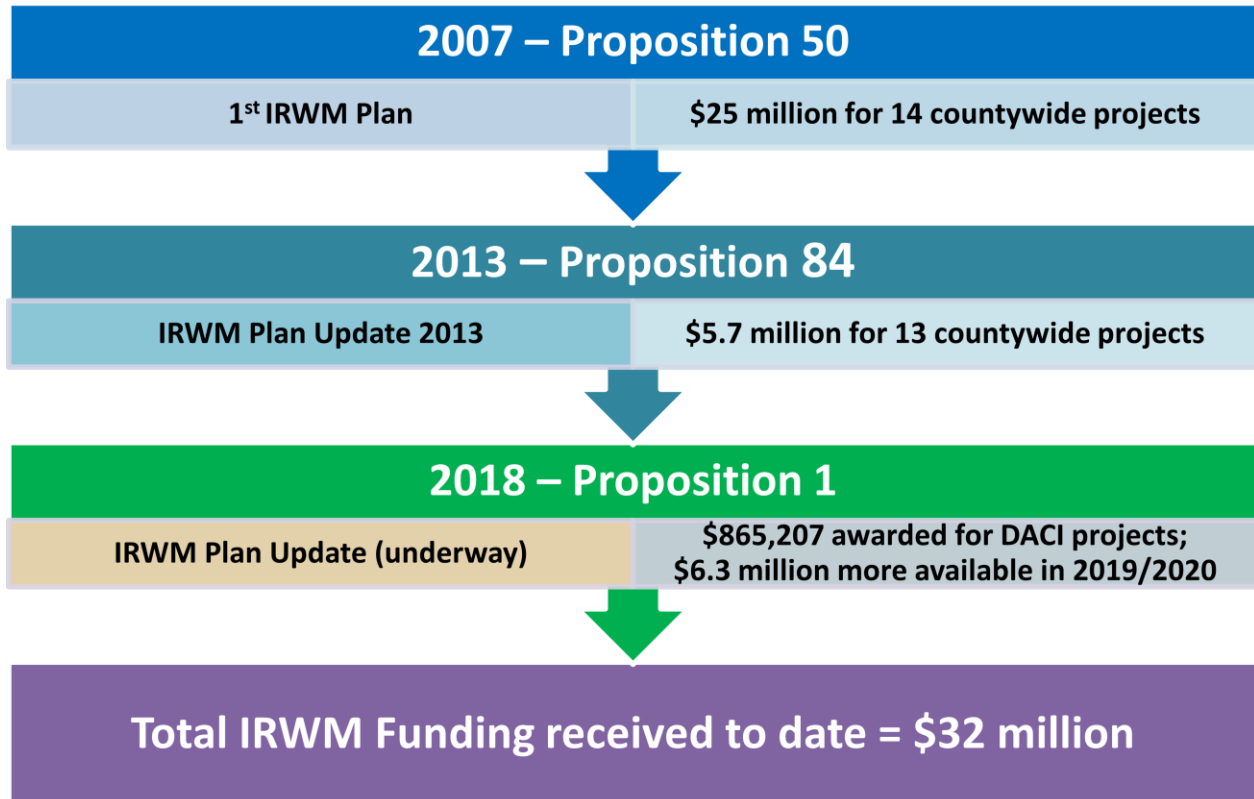 2007 – Proposition 50
1st IRWM Plan
$25 million for 14 countywide projects
2013 – Proposition 84
IRWM Plan Update 2013
$5.7 million for 13 countywide projects
2018 – Proposition 1
IRWM Plan Update (underway)
$865,207 awarded for DACI projects;
$6.3 million more available in 2019/2020
Total IRWM Funding received to date = $32 million